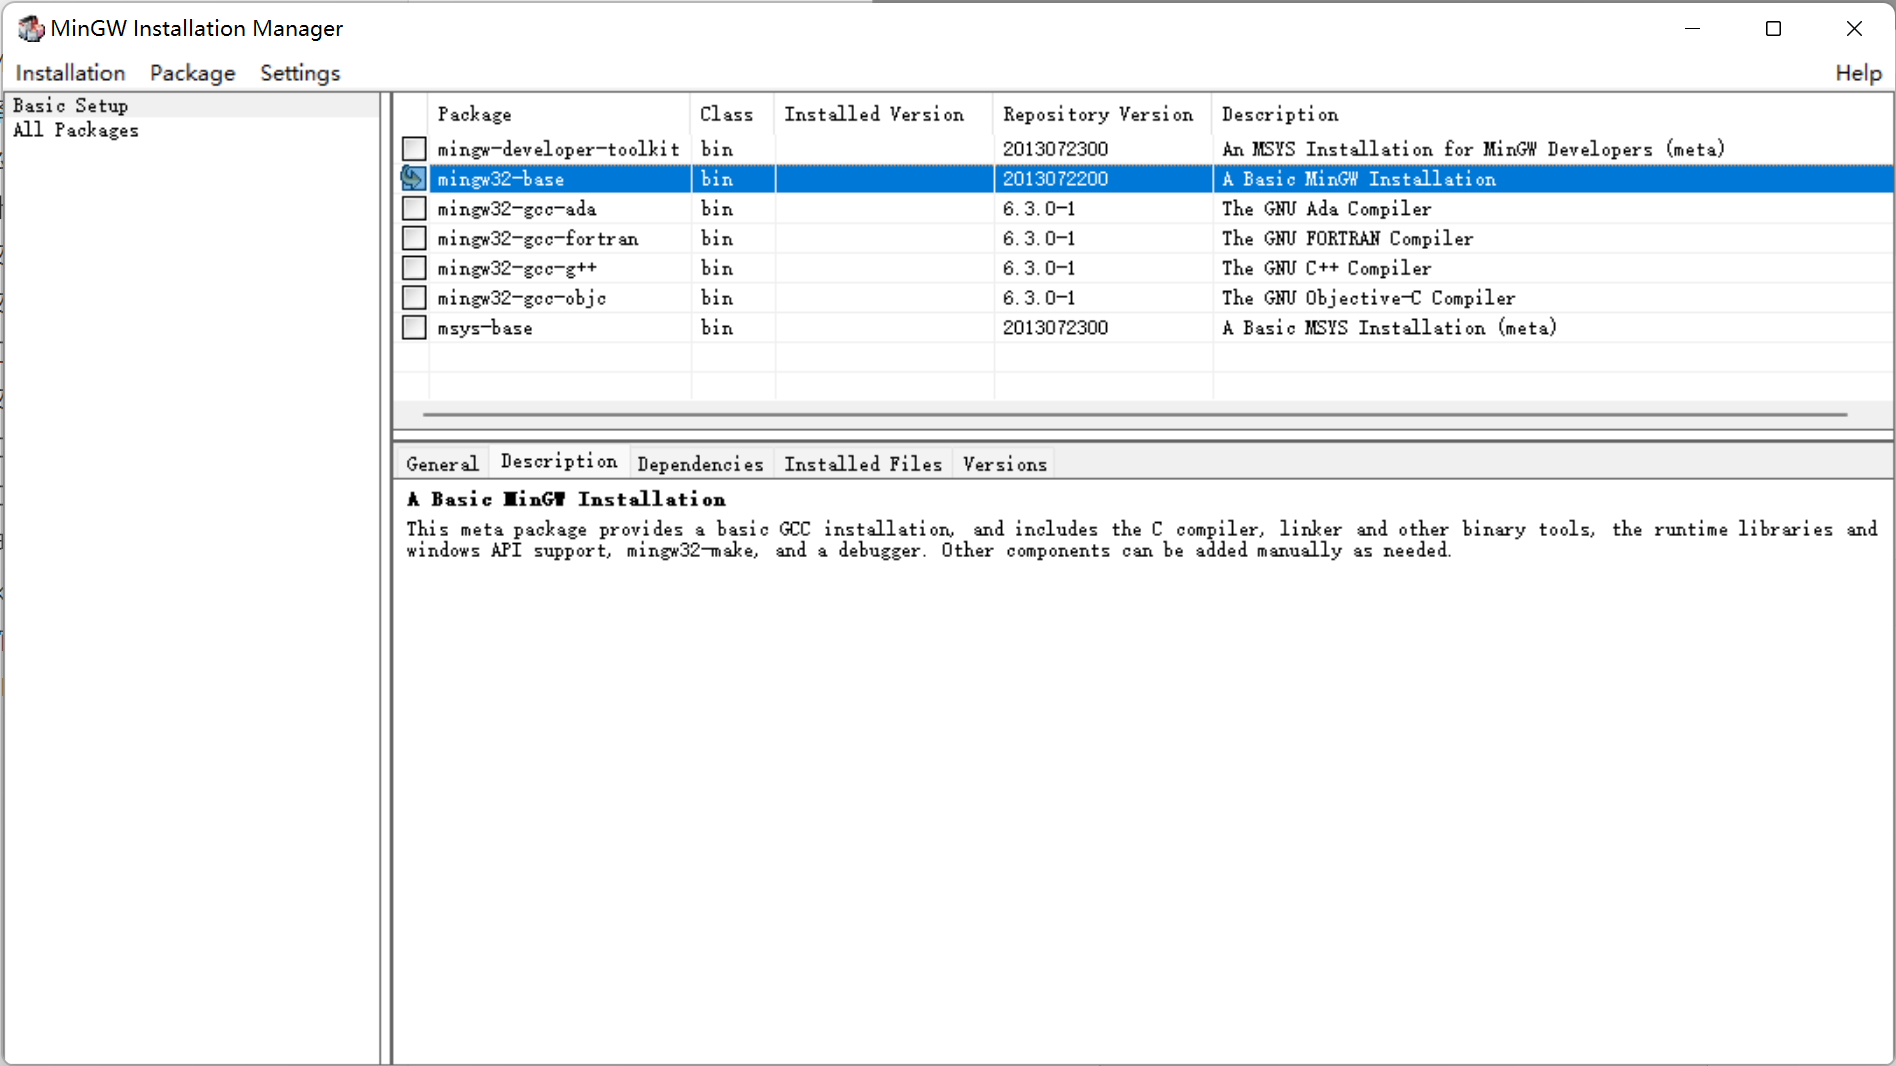 MinGW Installation Manager
Installation Package Settings Help
Basic Setup
All Packages
Package Class Installed Version Repository Version Description
mingw-developer-toolkit bin 2013072300 An MSYS Installation for MinGW Developers (meta)
mingw32-base bin 2013072200 A Basic MinGW Installation
mingw32-gcc-ada bin 6.3.0-1 The GNU Ada Compiler
mingw32-gcc-fortran bin 6.3.0-1 The GNU FORTRAN Compiler
mingw32-gcc-g++ bin 6.3.0-1 The GNU C++ Compiler
mingw32-gcc-objc bin 6.3.0-1 The GNU Objective-C Compiler
msys-base bin 2013072300 A Basic MSYS Installation (meta)
General Description Dependencies Installed Files Versions
A Basic MinGW Installation
This meta package provides a basic GCC installation, and includes the C compiler, linker and other binary tools, the runtime libraries and
windows API support, mingw32-make, and a debugger. Other components can be added manually as needed.